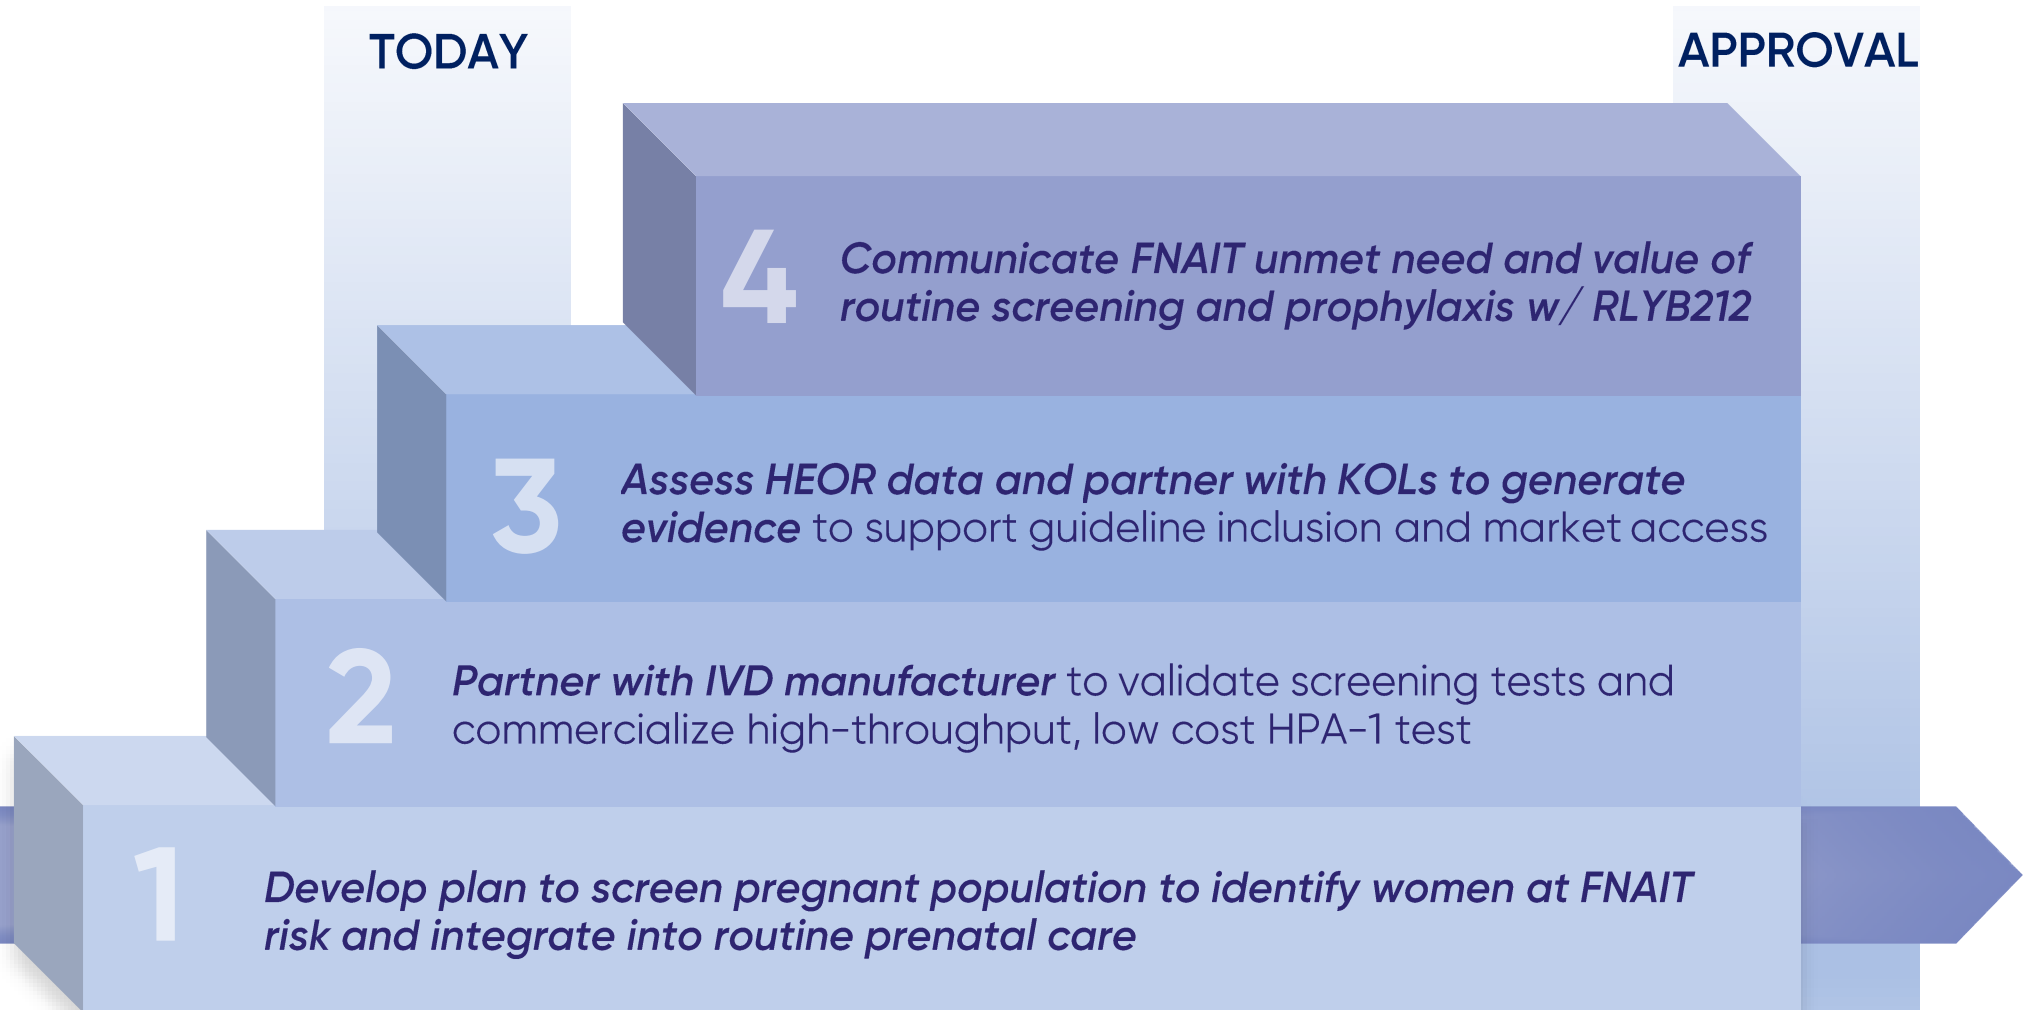 TODAY
APPROVAL
4
Communicate FNAIT unmet need and value of
routine screening and prophylaxis w/ RLYB212
3
Assess HEOR data and partner with KOLs to generate
evidence to support guideline inclusion and market access
2
Partner with IVD manufacturer to validate screening tests and
commercialize high-throughput, low cost HPA-1 test
1
Develop plan to screen pregnant population to identify women at FNAIT
risk and integrate into routine prenatal care